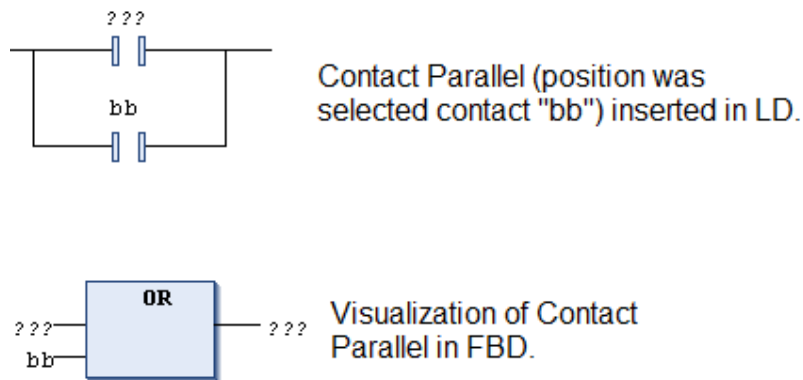 ???
Contact Parallel (position was
bb
selected contact "bb") inserted in LD.
OR
???
???
bb
Visualization of Contact
Parallel in FBD.